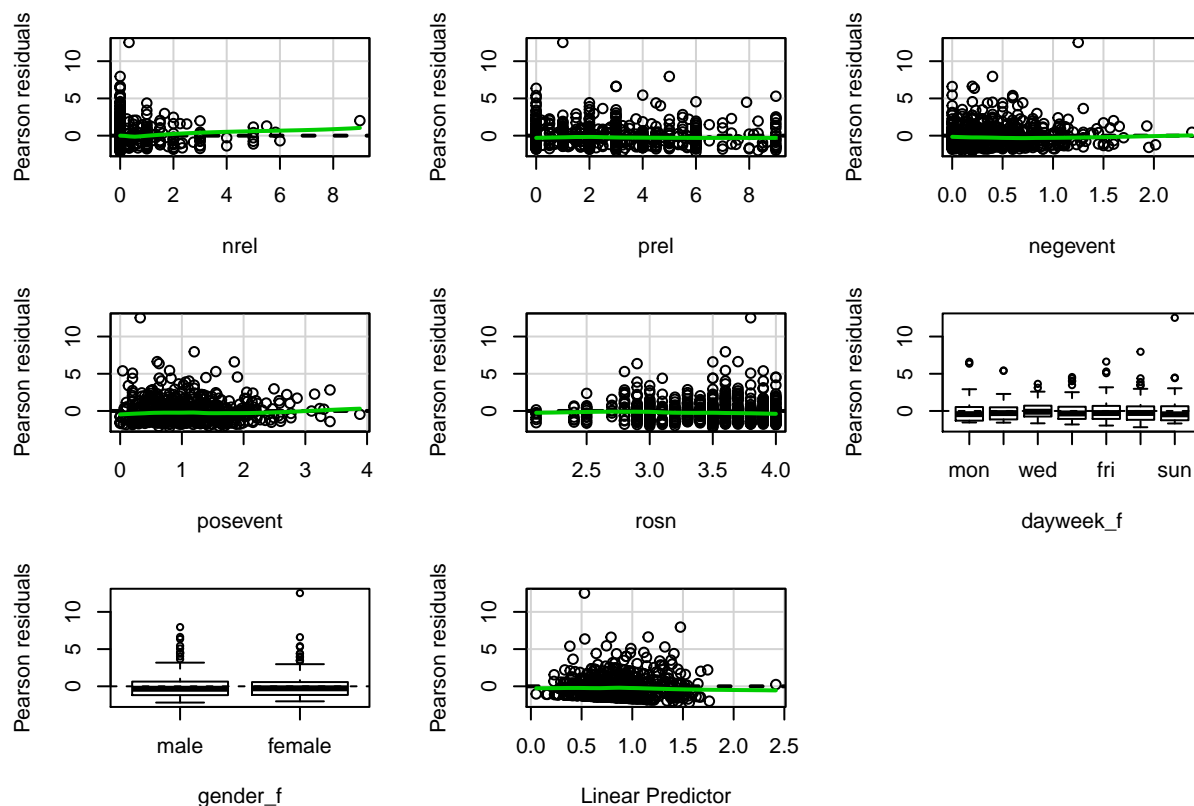 Pearson residuals
0 5 10
0 2 4 6 8
nrel
Pearson residuals
0 5 10
0 2 4 6 8
prel
Pearson residuals
0 5 10
0.0 0.5 1.0 1.5 2.0
negevent
Pearson residuals
0 5 10
0 1 2 3 4
posevent
Pearson residuals
0 5 10
2.5 3.0 3.5 4.0
rosn
Pearson residuals
0 5 10
mon wed fri sun
dayweek_f
Pearson residuals
0 5 10
male female
gender_f
Pearson residuals
0 5 10
0.0 0.5 1.0 1.5 2.0 2.5
Linear Predictor